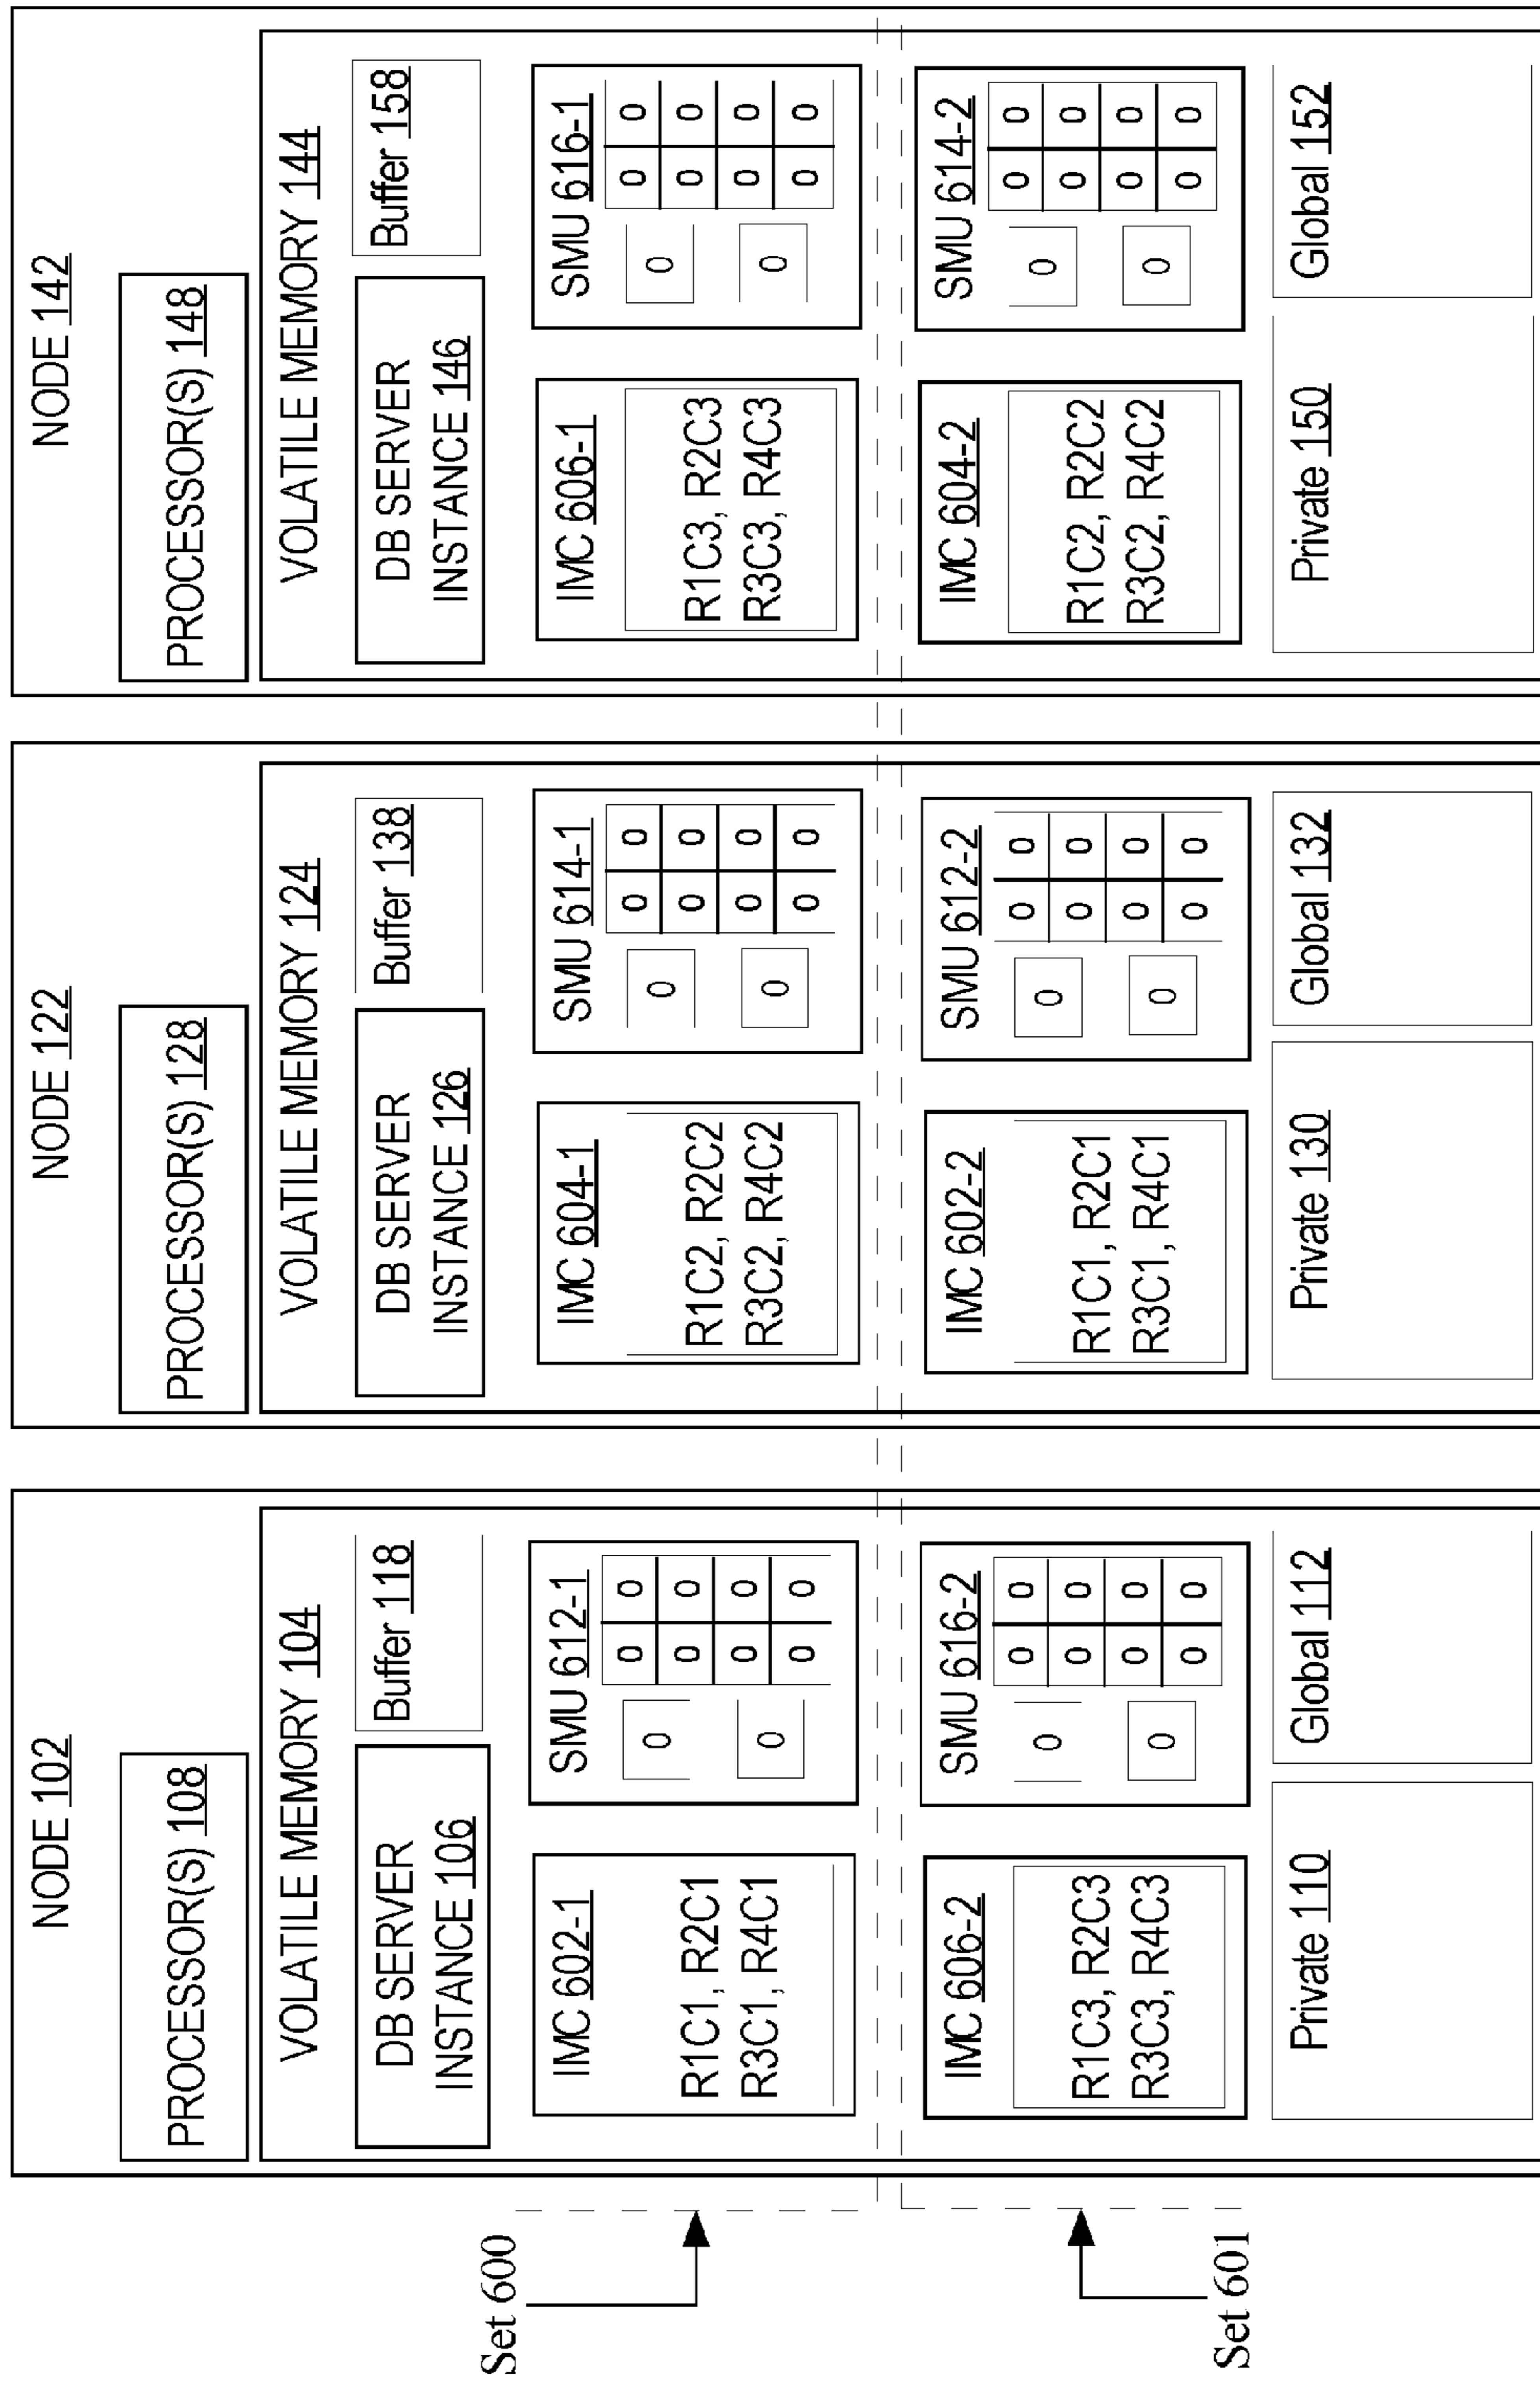 NODE 102
PROCESSOR(S) 108
VOLATILE MEMORY 104
DB SERVER
INSTANCE 106
Buffer 118
IMC 602-1
R1C1, R2C1
R3C1, R4C1
SMU 612-1
0
0
0 0
0 0
0 0
0 0
IMC 606-2
R1C3, R2C3
R3C3, R4C3
SMU 616-2
0
0
0 0
0 0
0 0
0 0
Private 110
Global 112
NODE 122
PROCESSOR(S) 128
VOLATILE MEMORY 124
DB SERVER
INSTANCE 126
Buffer 138
IMC 604-1
R1C2, R2C2
R3C2, R4C2
SMU 614-1
0
0
0 0
0 0
0 0
0 0
IMC 602-2
R1C1, R2C1
R3C1, R4C1
SMU 612-2
0
0
0 0
0 0
0 0
0 0
Private 130
Global 132
NODE 142
PROCESSOR(S) 148
VOLATILE MEMORY 144
DB SERVER
INSTANCE 146
Buffer 158
IMC 606-1
R1C3, R2C3
R3C3, R4C3
SMU 616-1
0
0
0 0
0 0
0 0
0 0
IMC 604-2
R1C2, R2C2
R3C2, R4C2
SMU 614-2
0
0
0 0
0 0
0 0
0 0
Private 150
Global 152
Set 600
Set 601